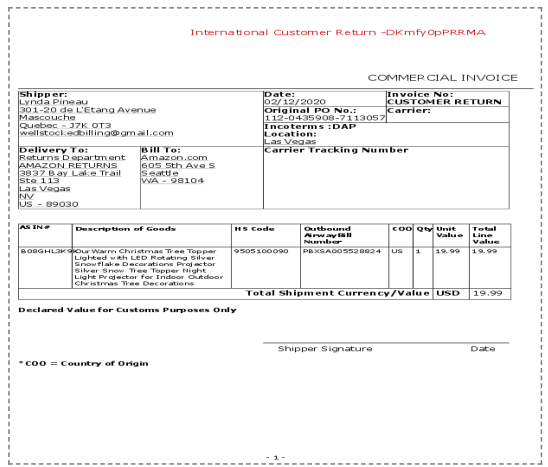 International Customer Return -DKmfy0pPRRMA
COMMERCIAL INVOICE
Shipper:
Lynda Pineau
301-20 de L'Etang Avenue
Mascouche
Quebec - J7K 0T3
wellstockedbilling@gmail.com
Date:
02/12/2020
Invoice No:
CUSTOMER RETURN
Original PO No.:
112-0435908-7113057
Carrier:
Incoterms :DAP
Location:
Las Vegas
Delivery To:
Returns Department
AMAZON RETURNS
3837 Bay Lake Trail
Ste 113
Las Vegas
NV
US - 89030
Bill To:
Amazon.com
605 5th Ave S
Seattle
WA - 98104
Carrier Tracking Number
ASIN# Description of Goods HS Code Outbound Airwaybill Number COO Qty Unit Value Total Line Value
B08GHL3K9 Our Warm Christmas Tree Topper 9505100090 PBXSA005528824 US 1 19.99 19.99
Lighted with LED Rotating Silver
Snowflake Decorations Projector
Silver Snow Tree Topper Night
Light Projector for Indoor Outdoor
Christmas Tree Decorations
Total Shipment Currency/Value USD 19.99
Declared Value for Customs Purposes Only
Shipper Signature Date
*COO = Country of Origin
- 1 -